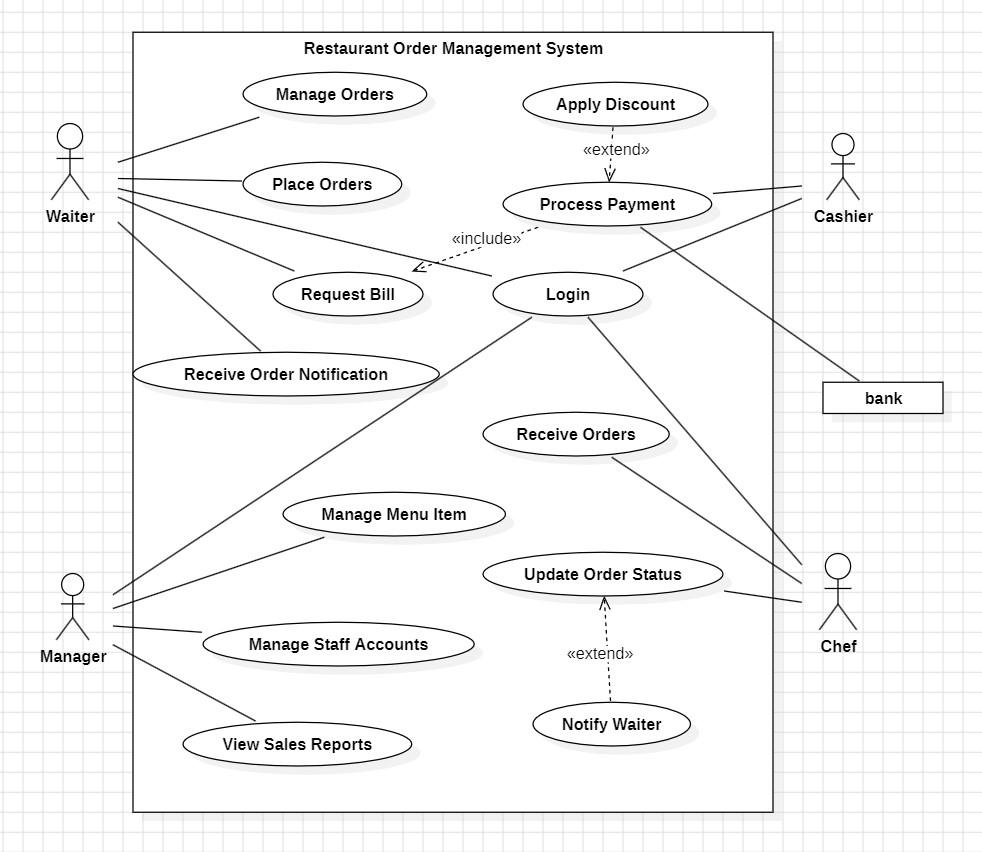 Restaurant Order Management System
Manage Orders
Apply Discount
«extend»
Place Orders
Process Payment
Waiter
Cashier
«include»
Request Bill
Login
Receive Order Notification
bank
Receive Orders
Manage Menu Item
Update Order Status
Manage Staff Accounts
Manager
Chef
«extend»
Notify Waiter
View Sales Reports